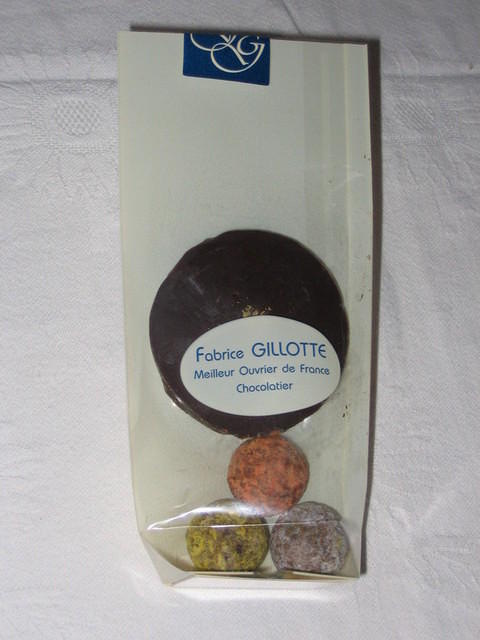 Fabrice GILLOTTE
Meilleur Ouvrier de France
Chocolatier